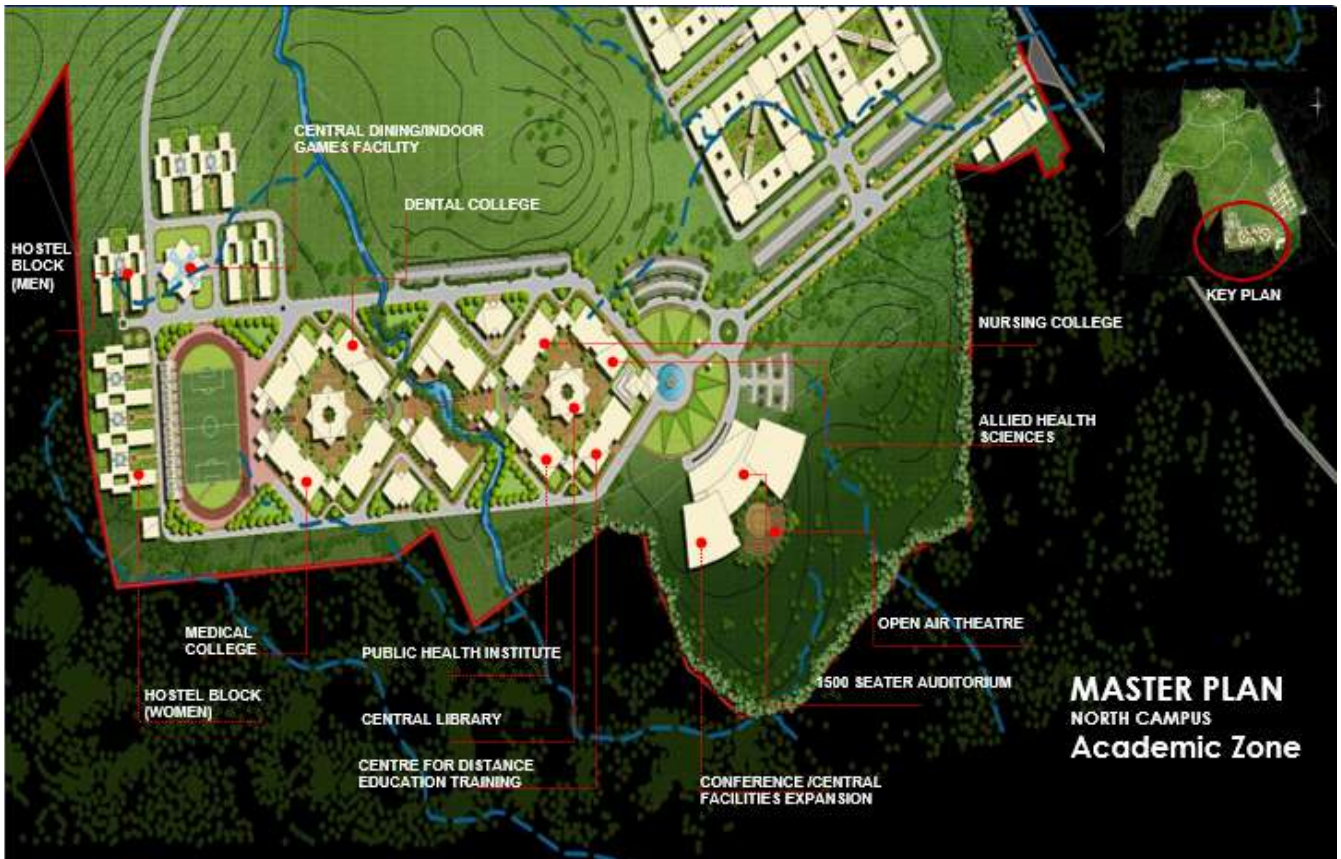 CENTRAL DINING/INDOOR
GAMES FACILITY
DENTAL COLLEGE
HOSTEL
BLOCK
(MEN)
KEY PLAN
NURSING COLLEGE
ALLIED HEALTH
SCIENCES
OPEN AIR THEATRE
MEDICAL
COLLEGE
PUBLIC HEALTH INSTITUTE
1500 SEATER AUDITORIUM
HOSTEL BLOCK
(WOMEN)
CENTRAL LIBRARY
CENTRE FOR DISTANCE
EDUCATION TRAINING
CONFERENCE /CENTRAL
FACILITIES EXPANSION
MASTER PLAN
NORTH CAMPUS
Academic Zone